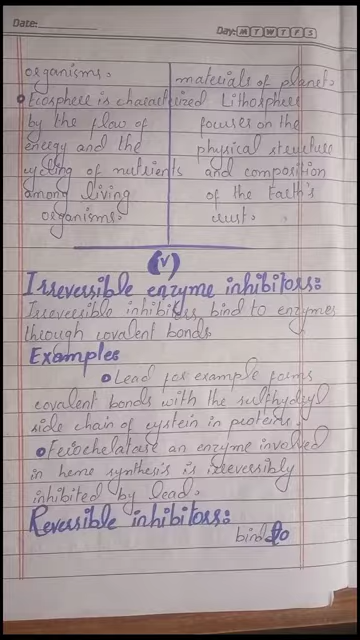 Date:
Day: M T W T F S
organisms.
Ecosphere is characterized
by the flow of
energy and the
cycling of nutrients
among living
organisms.
materials of planet.
Lithosphere
focuses on the
physical structure
and composition
of the Earth's
crust.
(V)
Irreversible enzyme inhibitors:
Irreversible inhibitors bind to enzymes
through covalent bonds
Examples
Lead for example forms
covalent bonds with the sulfhydryl
side chain of cystein in proteins.
Ferochelatase an enzyme involved
in heme synthesis is irreversibly
inhibited by lead.
Reversible inhibitors:
bind to